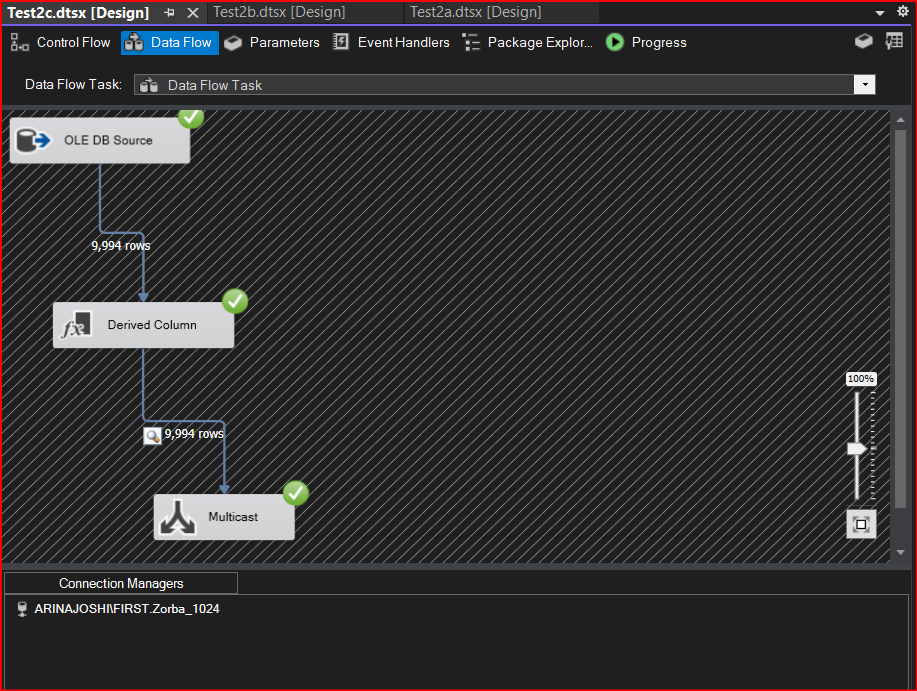 Test2c.dtsx [Design] Test2b.dtsx [Design] Test2a.dtsx [Design]
Control Flow Data Flow Parameters Event Handlers Package Explor... Progress
Data Flow Task: Data Flow Task
OLE DB Source
9,994 rows
Derived Column
100%
9,994 rows
Multicast
Connection Managers
ARINAJOSHI\FIRST.Zorba_1024